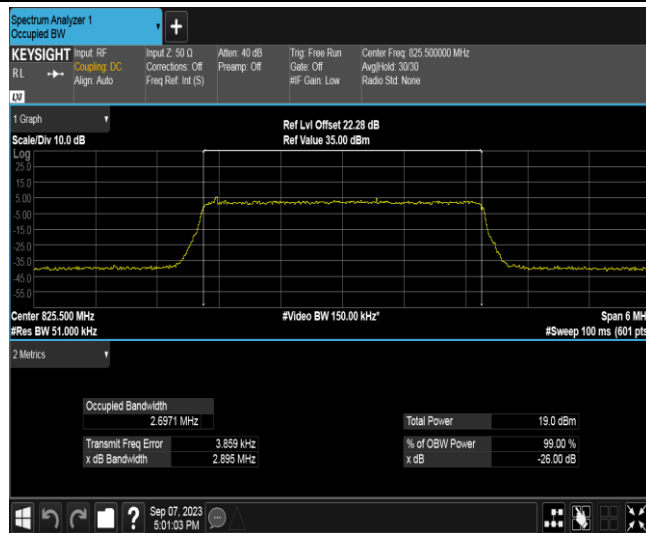 Spectrum Analyzer 1
Occupied BW
+
KEYSIGHT
RL
LXI
Input: RF
Coupling: DC
Align: Auto
Input Z: 50 Ω
Corrections: Off
Freq Ref: Int (S)
Atten: 40 dB
Preamp: Off
Trig: Free Run
Gate: Off
#IF Gain: Low
Center Freq: 825.500000 MHz
Avg|Hold: 30/30
Radio Std: None
1 Graph
Scale/Div 10.0 dB
Ref Lvl Offset 22.28 dB
Ref Value 35.00 dBm
Log
25.0
15.0
5.00
-5.00
-15.0
-25.0
-35.0
-45.0
-55.0
Center 825.500 MHz
#Res BW 51.000 kHz
#Video BW 150.00 kHz*
Span 6 MH
#Sweep 100 ms (601 pts
2 Metrics
Occupied Bandwidth
2.6971 MHz
Transmit Freq Error 3.859 kHz
x dB Bandwidth 2.895 MHz
Total Power 19.0 dBm
% of OBW Power 99.00 %
x dB -26.00 dB
?
Sep 07, 2023
5:01:03 PM